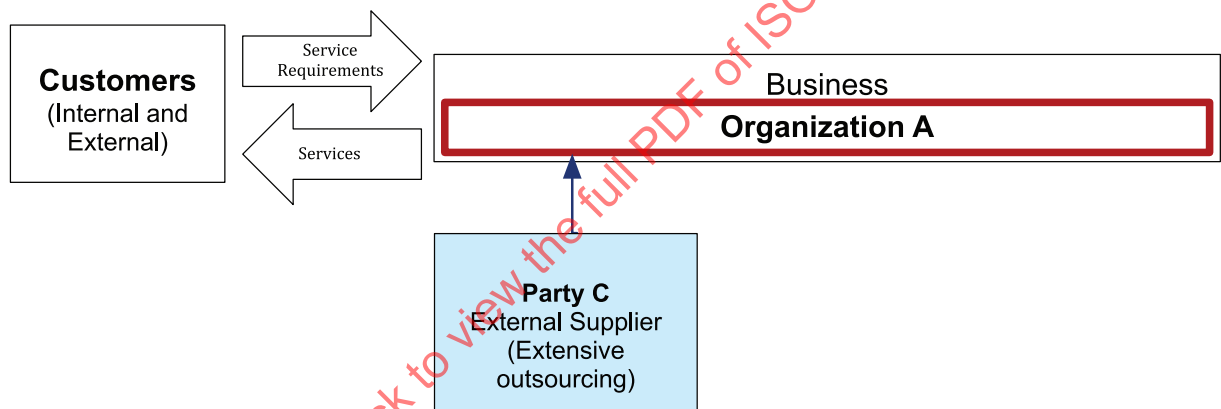 Customers
(Internal and
External)
Service
Requirements
Services
Business
Organization A
Party C
External Supplier
(Extensive
outsourcing)
ck to view the full PDF of ISO